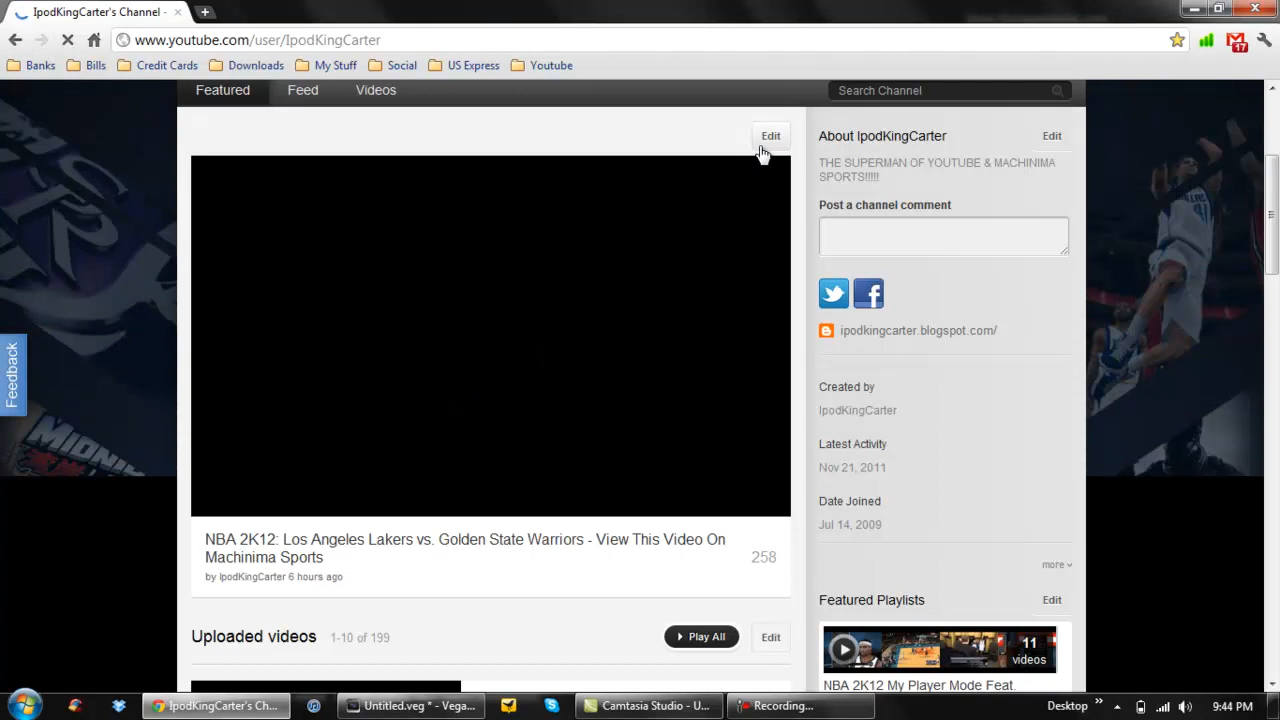 IpodKingCarter's Channel -
www.youtube.com/user/IpodKingCarter
17
Banks Bills Credit Cards Downloads My Stuff Social US Express Youtube
Featured Feed Videos Search Channel
Edit
About IpodKingCarter Edit
THE SUPERMAN OF YOUTUBE & MACHINIMA
SPORTS!!!!!
Post a channel comment
ipodkingcarter.blogspot.com/
Feedback
Created by
IpodKingCarter
Latest Activity
Nov 21, 2011
Date Joined
Jul 14, 2009
more
NBA 2K12: Los Angeles Lakers vs. Golden State Warriors - View This Video On
Machinima Sports
258
by IpodKingCarter 6 hours ago
Featured Playlists Edit
Uploaded videos 1-10 of 199 Play All Edit
11
videos
NBA 2K12 My Player Mode Feat.
IpodKingCarter's Ch... Untitled.veg * - Vega... Camtasia Studio - U... Recording... Desktop 9:44 PM